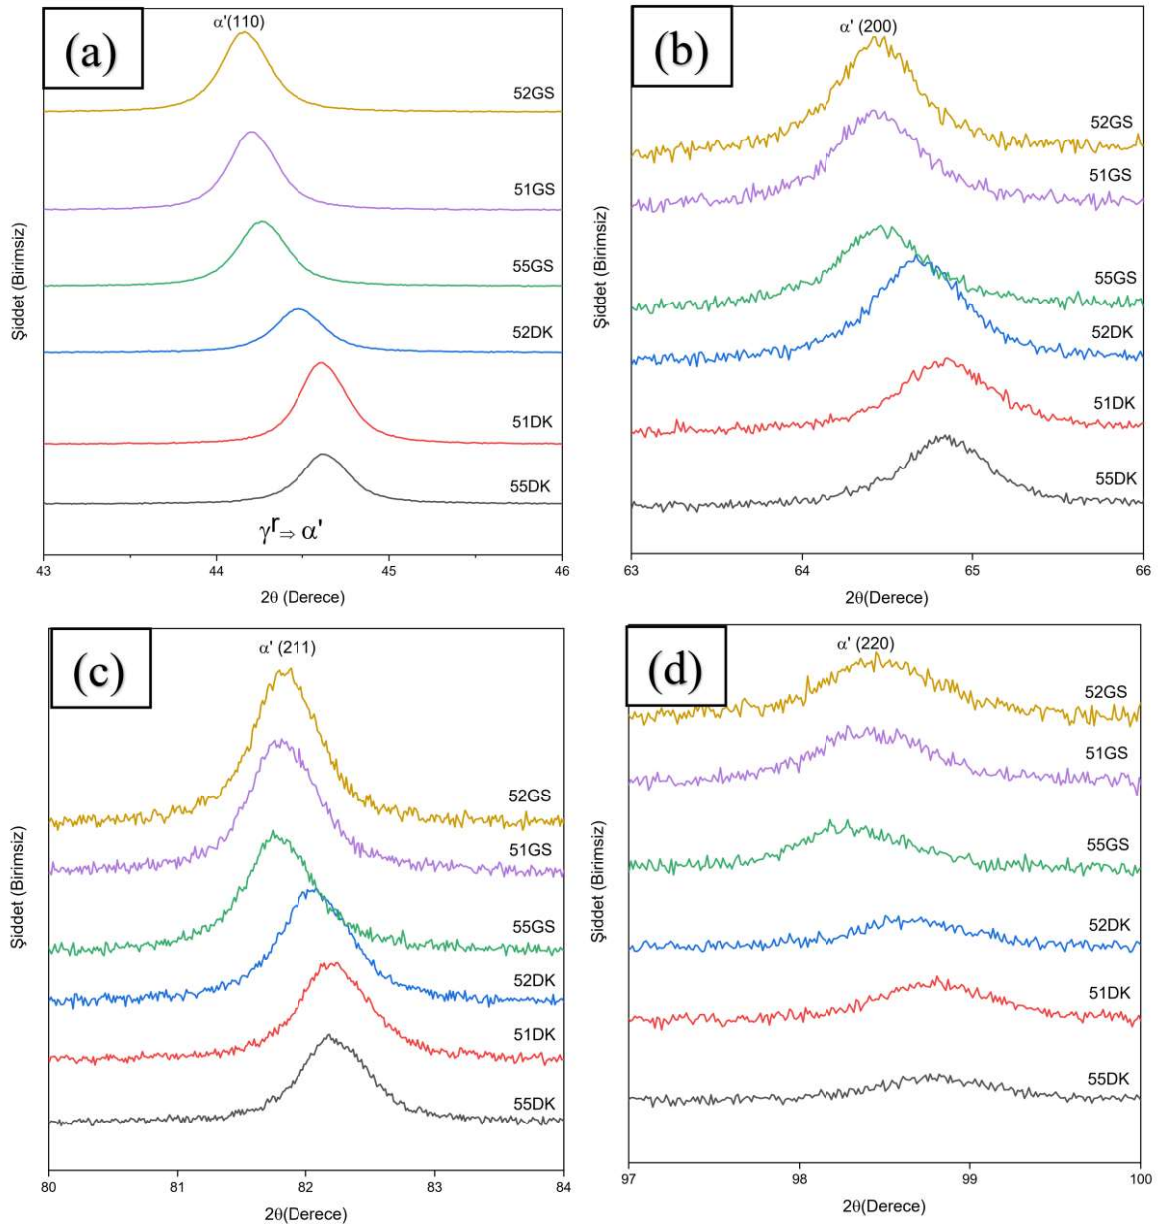 (a)
α'(110)
52GS
51GS
55GS
52DK
51DK
55DK
γʳ⇒ α'
Şiddet (Birimsiz)
43
44
45
46
2θ (Derece)
(b)
α' (200)
52GS
51GS
55GS
52DK
51DK
55DK
Şiddet (Birimsiz)
63
64
65
66
2θ(Derece)
(c)
α' (211)
52GS
51GS
55GS
52DK
51DK
55DK
Şiddet (Birimsiz)
80
81
82
83
84
2θ(Derece)
(d)
α' (220)
52GS
51GS
55GS
52DK
51DK
55DK
Şiddet (Birimsiz)
97
98
99
100
2θ(Derece)